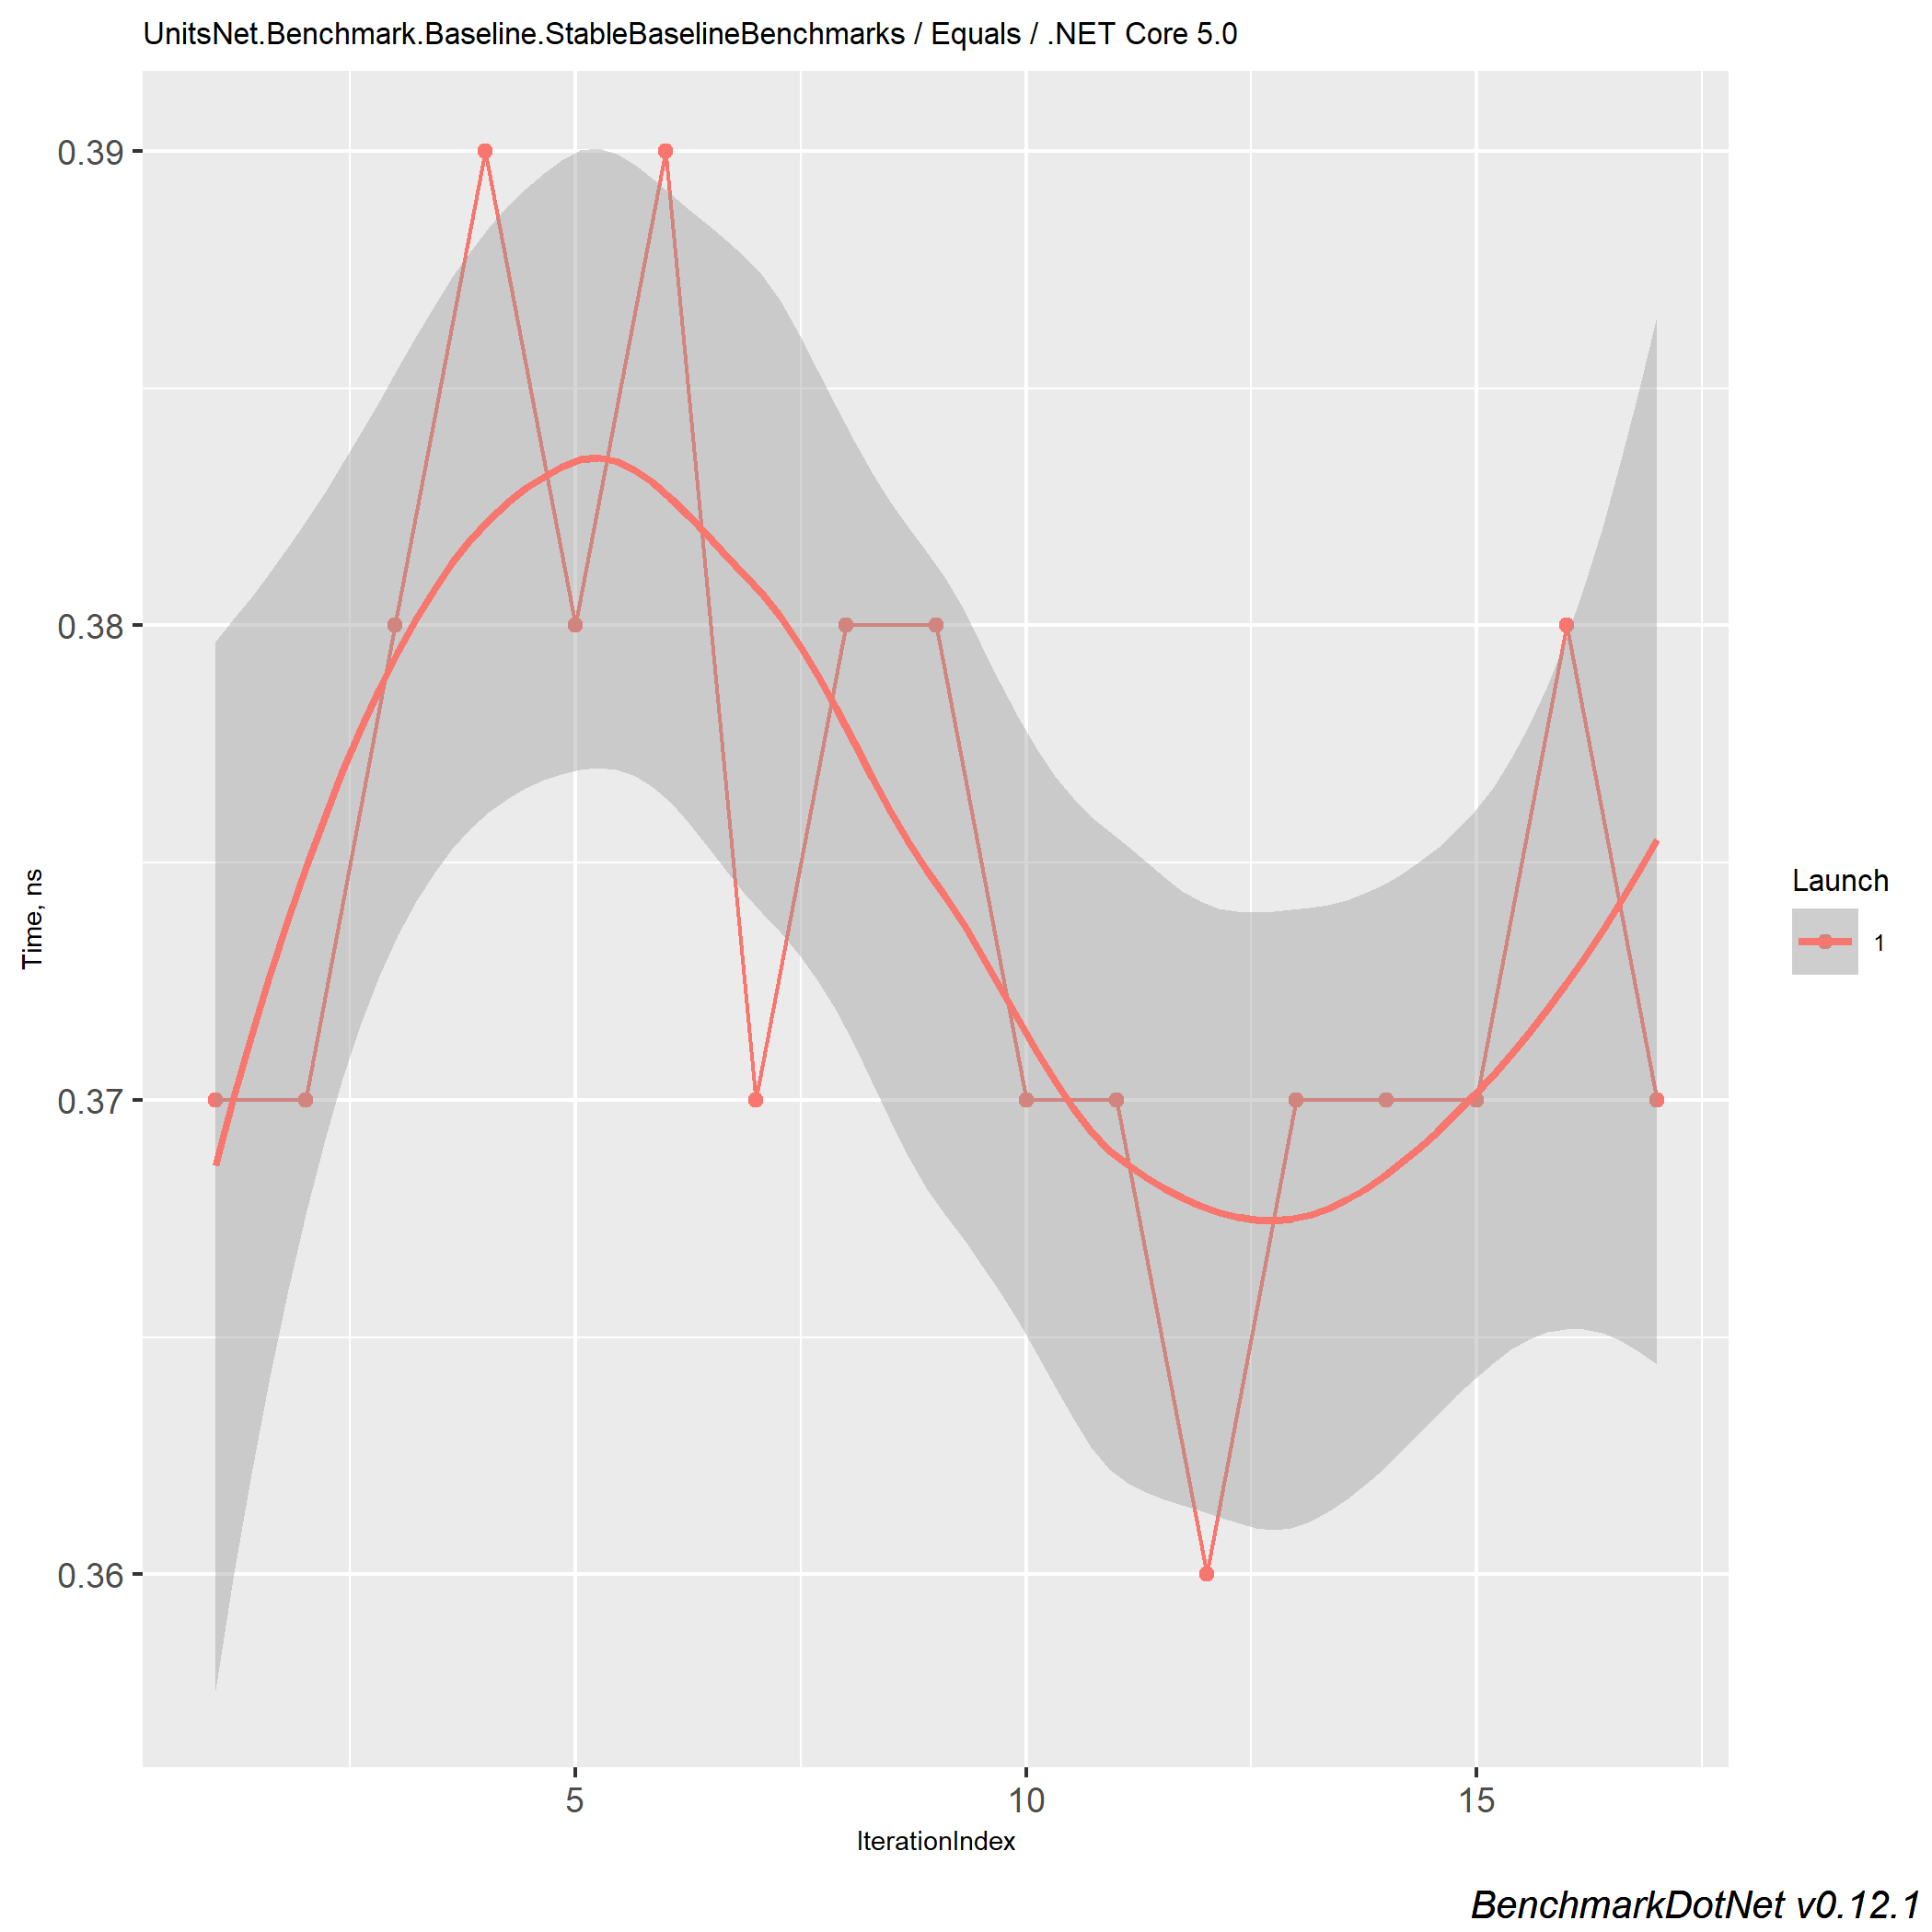 UnitsNet.Benchmark.Baseline.StableBaselineBenchmarks / Equals / .NET Core 5.0
0.39
0.38
0.37
0.36
Time, ns
5
10
15
IterationIndex
Launch
1
BenchmarkDotNet v0.12.1